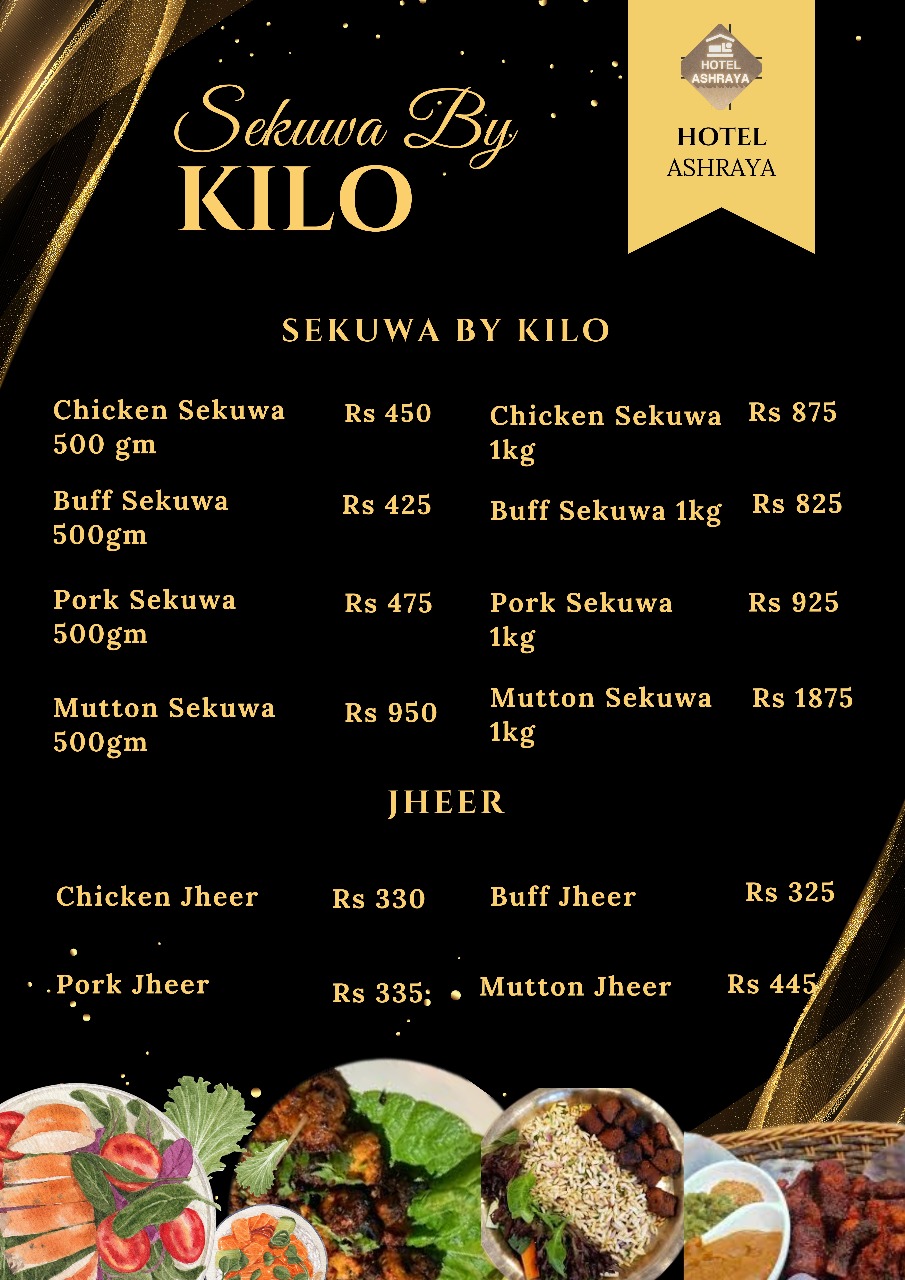 HOTEL
ASHRAYA
Sekuwa By
KILO
HOTEL
ASHRAYA
SEKUWA BY KILO
Chicken Sekuwa
500 gm
Rs 450
Chicken Sekuwa
1kg
Rs 875
Buff Sekuwa
500gm
Rs 425
Buff Sekuwa 1kg
Rs 825
Pork Sekuwa
500gm
Rs 475
Pork Sekuwa
1kg
Rs 925
Mutton Sekuwa
500gm
Rs 950
Mutton Sekuwa
1kg
Rs 1875
JHEER
Chicken Jheer
Rs 330
Buff Jheer
Rs 325
Pork Jheer
Rs 335
Mutton Jheer
Rs 445